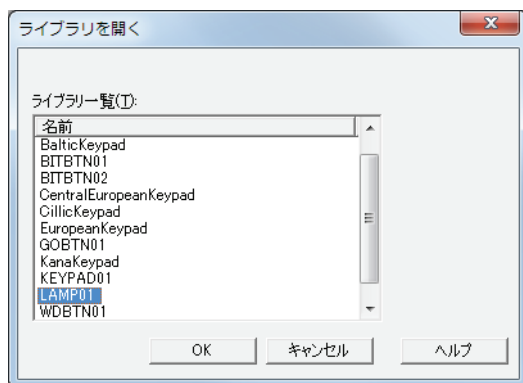 ライブラリを開く
ライブラリ一覧(T):
名前
BalticKeypad
BITBTN01
BITBTN02
CentralEuropeanKeypad
CillicKeypad
EuropeanKeypad
GOBTN01
KanaKeypad
KEYPAD01
LAMP01
WDBTN01
OK
キャンセル
ヘルプ